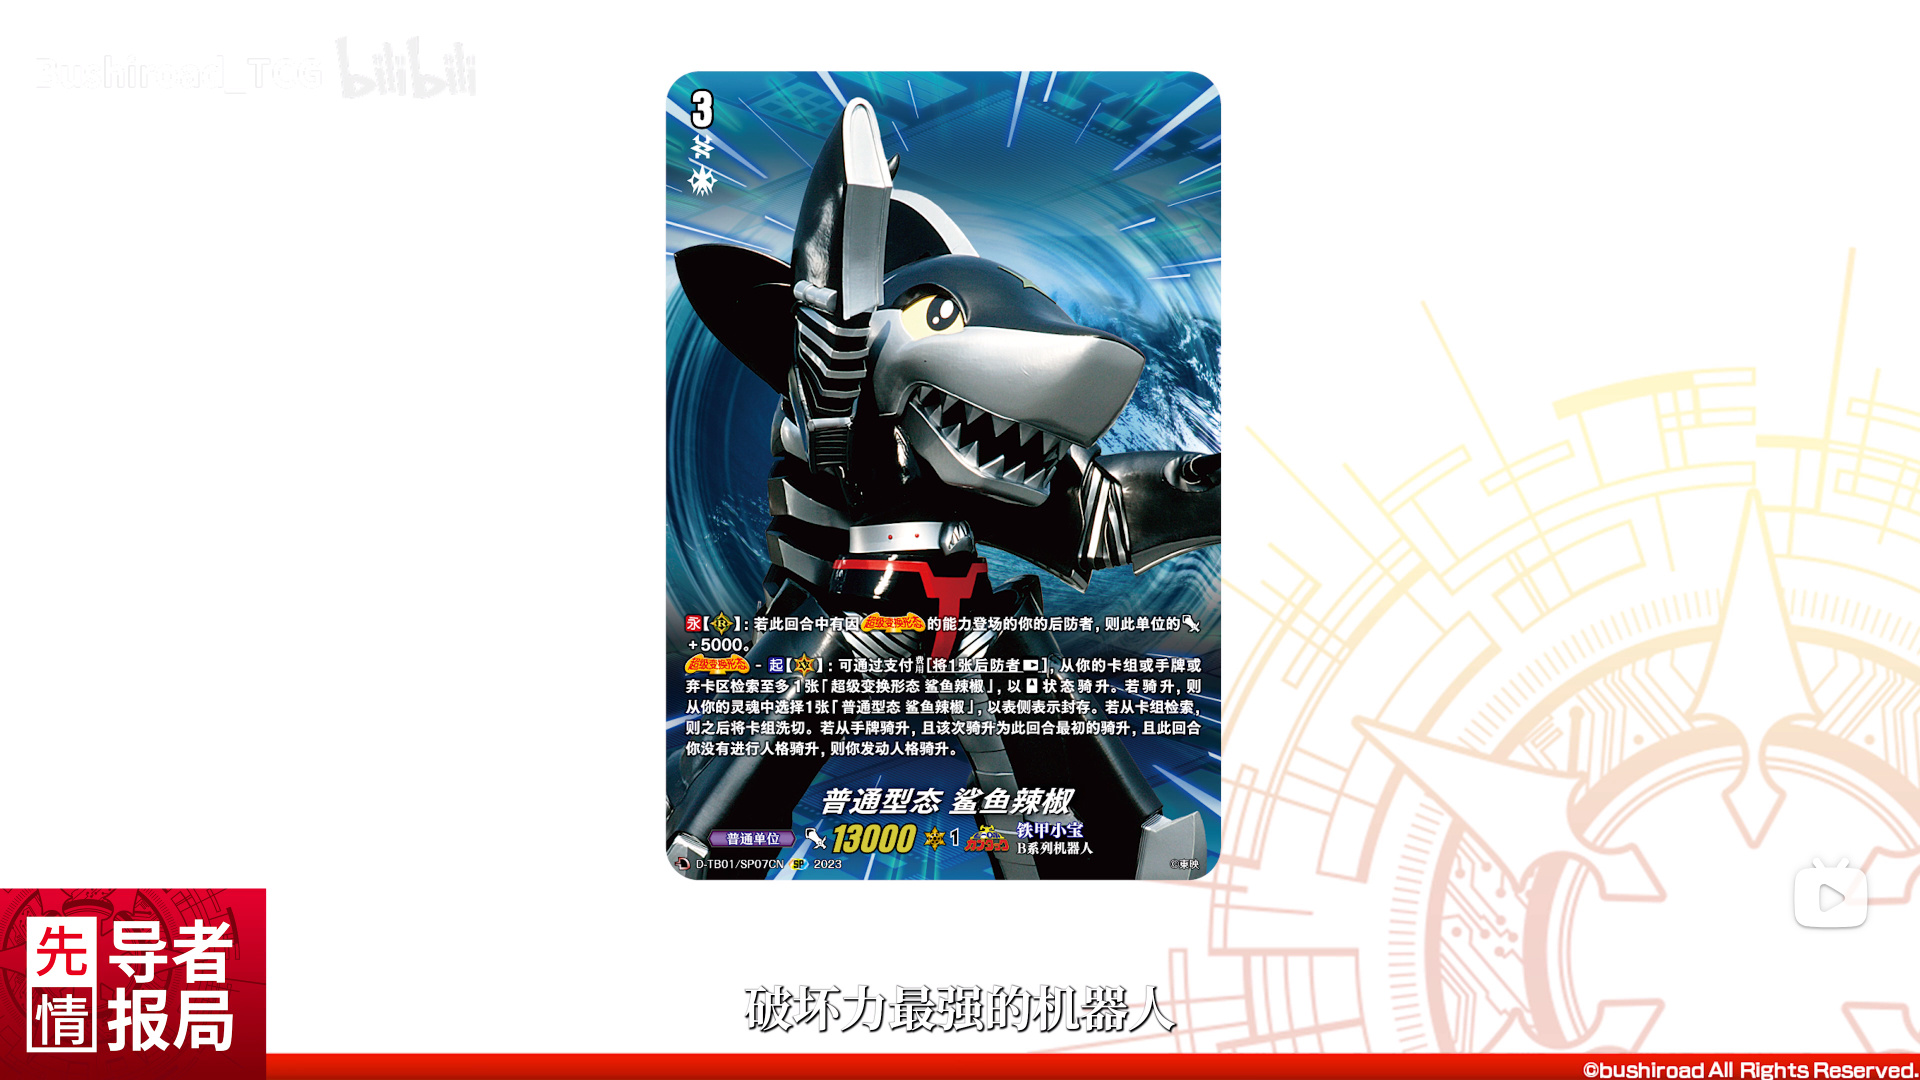 Bushiroad_TCG bilibili
3
永【R】：若此回合中有因超级变换形态的能力登场的你的后防者，则此单位的
+5000。
超级变换形态 - 起【V】：可通过支付费用[将1张后防者]，从你的卡组或手牌或
弃卡区检索至多1张「超级变换形态 鲨鱼辣椒」，以状态骑升。若骑升，则
从你的灵魂中选择1张「普通型态 鲨鱼辣椒」，以表侧表示封存。若从卡组检索，
则之后将卡组洗切。若从手牌骑升，且该次骑升为此回合最初的骑升，且此回合
你没有进行人格骑升，则你发动人格骑升。
普通型态 鲨鱼辣椒
普通单位 13000 1 铁甲小宝
B系列机器人
D-TB01/SP07CN SP 2023 ©東映
先导者
情报局
破坏力最强的机器人
©bushiroad All Rights Reserved.